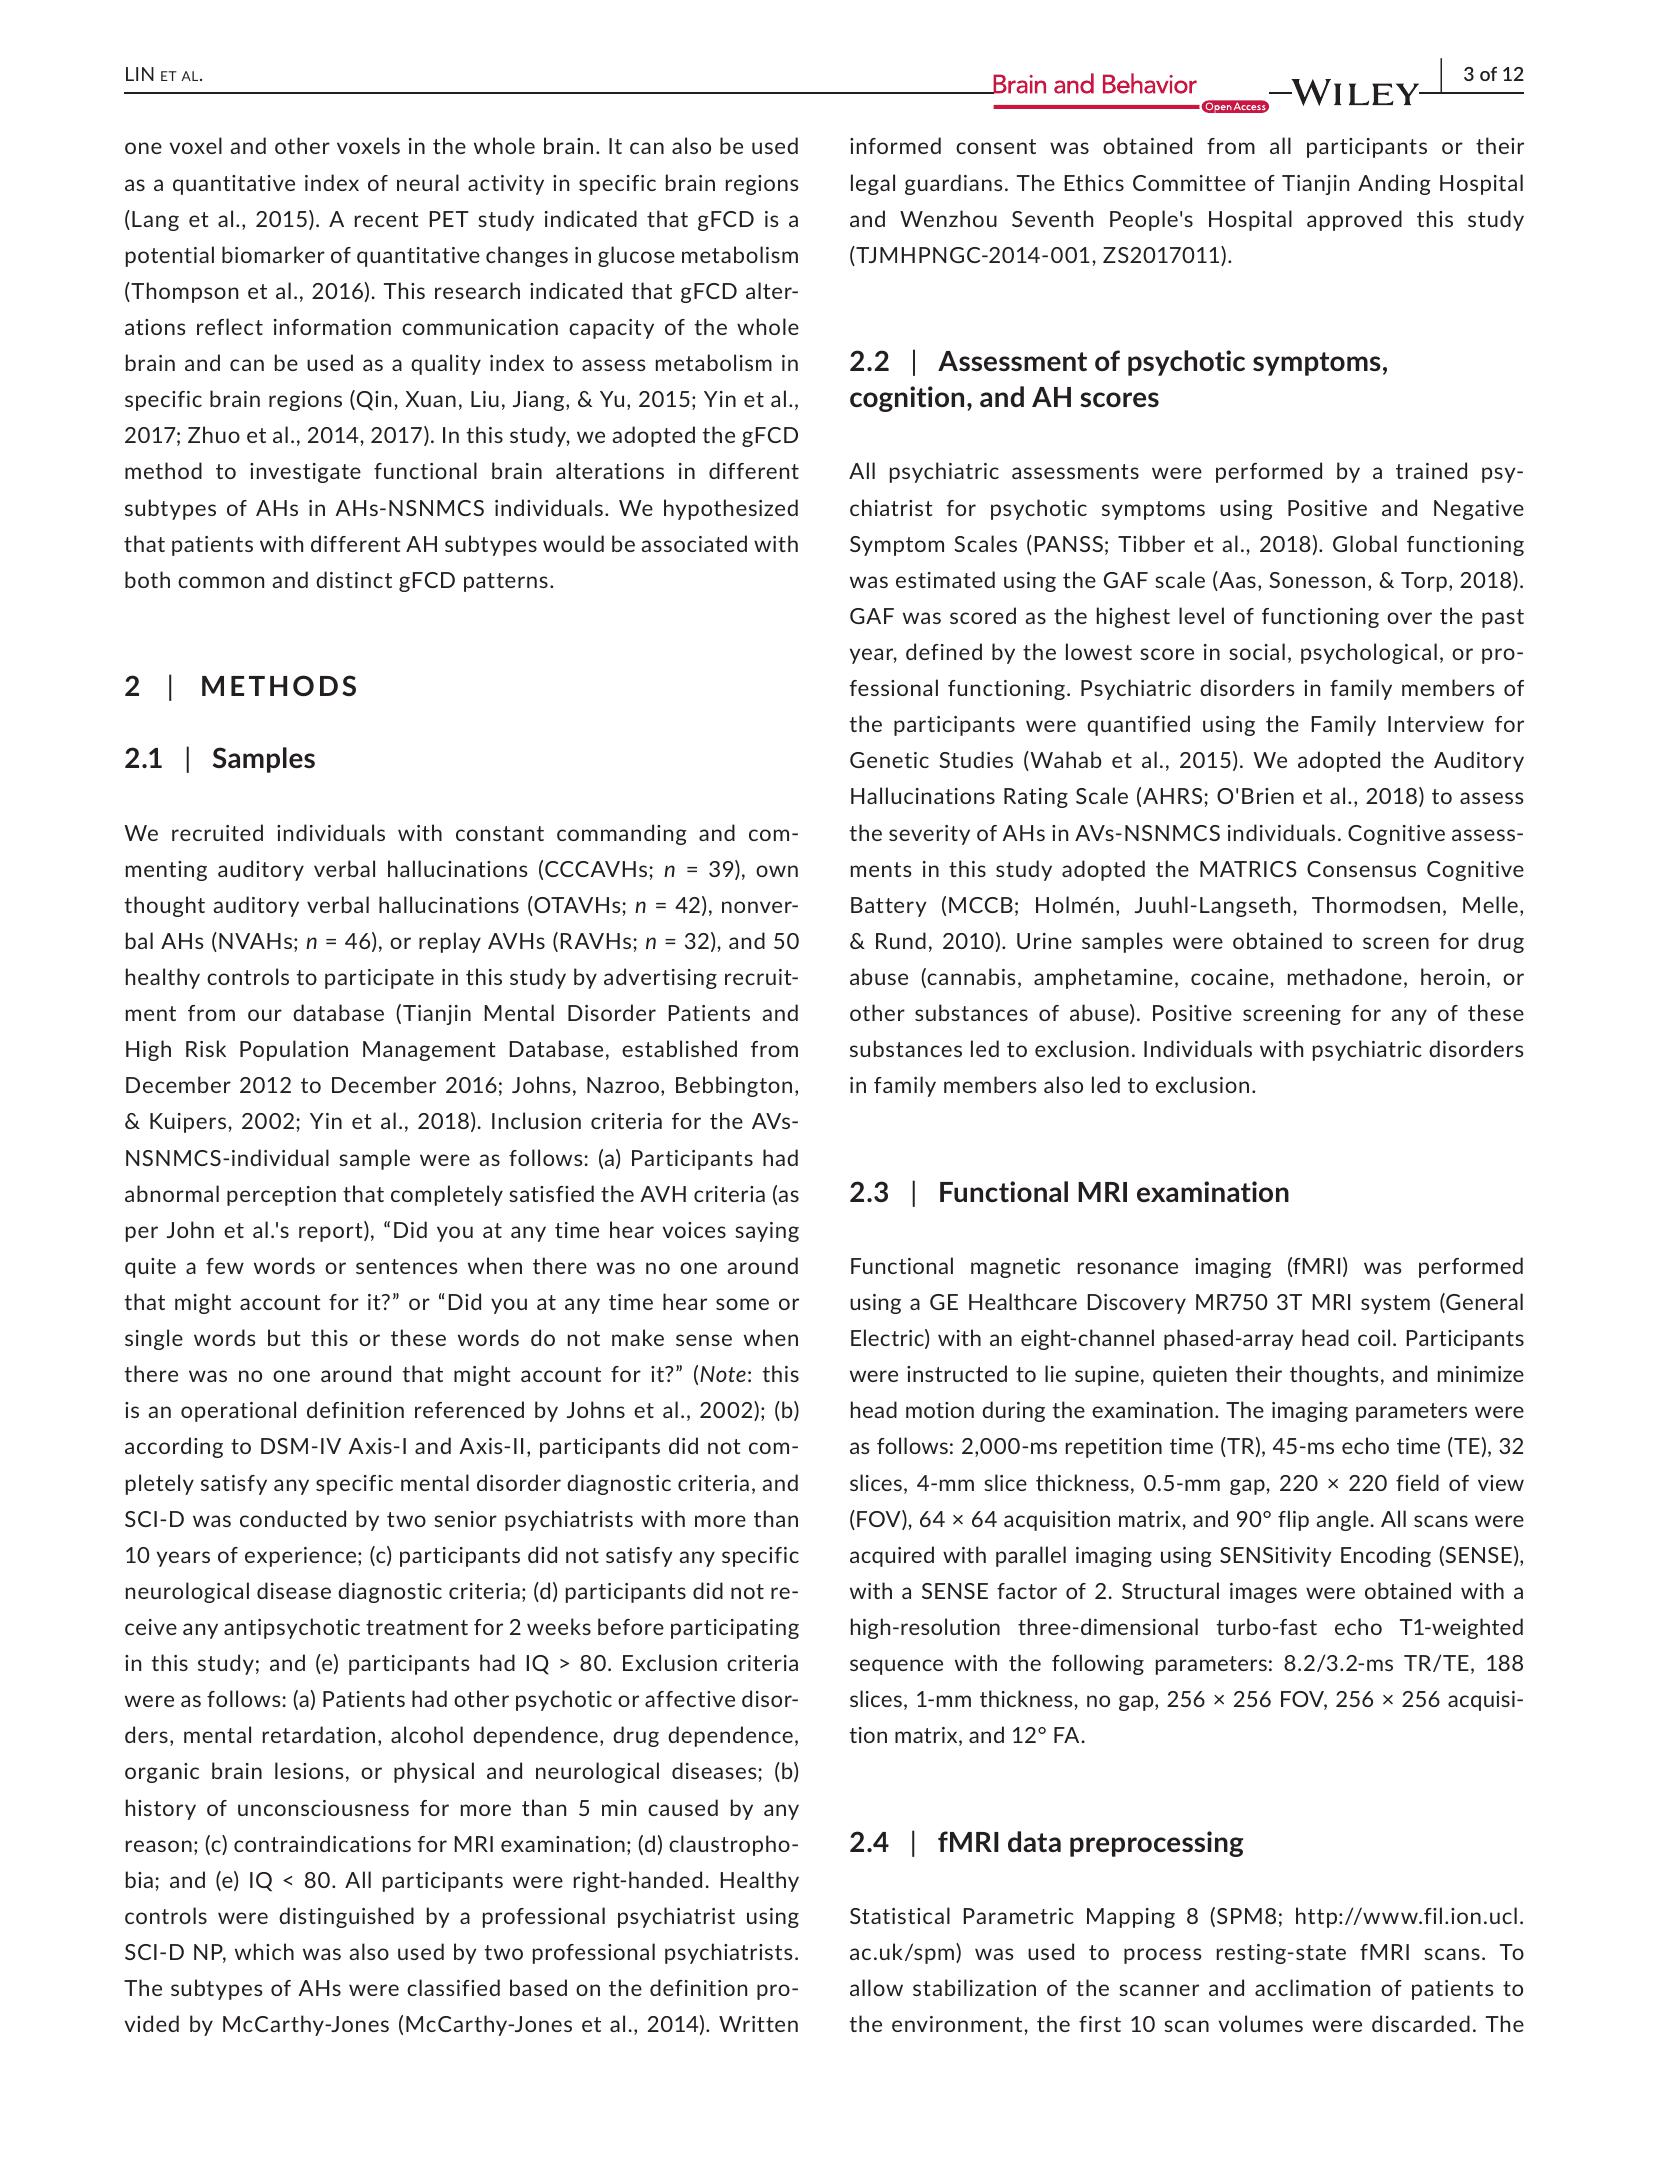 LIN ET AL.
Brain and Behavior
Open Access
WILEY
3 of 12
one voxel and other voxels in the whole brain. It can also be used
as a quantitative index of neural activity in specific brain regions
(Lang et al., 2015). A recent PET study indicated that gFCD is a
potential biomarker of quantitative changes in glucose metabolism
(Thompson et al., 2016). This research indicated that gFCD alter-
ations reflect information communication capacity of the whole
brain and can be used as a quality index to assess metabolism in
specific brain regions (Qin, Xuan, Liu, Jiang, & Yu, 2015; Yin et al.,
2017; Zhuo et al., 2014, 2017). In this study, we adopted the gFCD
method to investigate functional brain alterations in different
subtypes of AHs in AHs-NSNMCS individuals. We hypothesized
that patients with different AH subtypes would be associated with
both common and distinct gFCD patterns.
2 | METHODS
2.1 | Samples
We recruited individuals with constant commanding and com-
menting auditory verbal hallucinations (CCCAVHs; n = 39), own
thought auditory verbal hallucinations (OTAVHs; n = 42), nonver-
bal AHs (NVAHs; n = 46), or replay AVHs (RAVHs; n = 32), and 50
healthy controls to participate in this study by advertising recruit-
ment from our database (Tianjin Mental Disorder Patients and
High Risk Population Management Database, established from
December 2012 to December 2016; Johns, Nazroo, Bebbington,
& Kuipers, 2002; Yin et al., 2018). Inclusion criteria for the AVs-
NSNMCS-individual sample were as follows: (a) Participants had
abnormal perception that completely satisfied the AVH criteria (as
per John et al.'s report), “Did you at any time hear voices saying
quite a few words or sentences when there was no one around
that might account for it?” or “Did you at any time hear some or
single words but this or these words do not make sense when
there was no one around that might account for it?” (Note: this
is an operational definition referenced by Johns et al., 2002); (b)
according to DSM-IV Axis-I and Axis-II, participants did not com-
pletely satisfy any specific mental disorder diagnostic criteria, and
SCI-D was conducted by two senior psychiatrists with more than
10 years of experience; (c) participants did not satisfy any specific
neurological disease diagnostic criteria; (d) participants did not re-
ceive any antipsychotic treatment for 2 weeks before participating
in this study; and (e) participants had IQ > 80. Exclusion criteria
were as follows: (a) Patients had other psychotic or affective disor-
ders, mental retardation, alcohol dependence, drug dependence,
organic brain lesions, or physical and neurological diseases; (b)
history of unconsciousness for more than 5 min caused by any
reason; (c) contraindications for MRI examination; (d) claustropho-
bia; and (e) IQ < 80. All participants were right-handed. Healthy
controls were distinguished by a professional psychiatrist using
SCI-D NP, which was also used by two professional psychiatrists.
The subtypes of AHs were classified based on the definition pro-
vided by McCarthy-Jones (McCarthy-Jones et al., 2014). Written
informed consent was obtained from all participants or their
legal guardians. The Ethics Committee of Tianjin Anding Hospital
and Wenzhou Seventh People's Hospital approved this study
(TJMHPNGC-2014-001, ZS2017011).
2.2 | Assessment of psychotic symptoms,
cognition, and AH scores
All psychiatric assessments were performed by a trained psy-
chiatrist for psychotic symptoms using Positive and Negative
Symptom Scales (PANSS; Tibber et al., 2018). Global functioning
was estimated using the GAF scale (Aas, Sonesson, & Torp, 2018).
GAF was scored as the highest level of functioning over the past
year, defined by the lowest score in social, psychological, or pro-
fessional functioning. Psychiatric disorders in family members of
the participants were quantified using the Family Interview for
Genetic Studies (Wahab et al., 2015). We adopted the Auditory
Hallucinations Rating Scale (AHRS; O'Brien et al., 2018) to assess
the severity of AHs in AVs-NSNMCS individuals. Cognitive assess-
ments in this study adopted the MATRICS Consensus Cognitive
Battery (MCCB; Holmén, Juuhl-Langseth, Thormodsen, Melle,
& Rund, 2010). Urine samples were obtained to screen for drug
abuse (cannabis, amphetamine, cocaine, methadone, heroin, or
other substances of abuse). Positive screening for any of these
substances led to exclusion. Individuals with psychiatric disorders
in family members also led to exclusion.
2.3 | Functional MRI examination
Functional magnetic resonance imaging (fMRI) was performed
using a GE Healthcare Discovery MR750 3T MRI system (General
Electric) with an eight-channel phased-array head coil. Participants
were instructed to lie supine, quieten their thoughts, and minimize
head motion during the examination. The imaging parameters were
as follows: 2,000-ms repetition time (TR), 45-ms echo time (TE), 32
slices, 4-mm slice thickness, 0.5-mm gap, 220 × 220 field of view
(FOV), 64 × 64 acquisition matrix, and 90° flip angle. All scans were
acquired with parallel imaging using SENSitivity Encoding (SENSE),
with a SENSE factor of 2. Structural images were obtained with a
high-resolution three-dimensional turbo-fast echo T1-weighted
sequence with the following parameters: 8.2/3.2-ms TR/TE, 188
slices, 1-mm thickness, no gap, 256 × 256 FOV, 256 × 256 acquisi-
tion matrix, and 12° FA.
2.4 | fMRI data preprocessing
Statistical Parametric Mapping 8 (SPM8; http://www.fil.ion.ucl.
ac.uk/spm) was used to process resting-state fMRI scans. To
allow stabilization of the scanner and acclimation of patients to
the environment, the first 10 scan volumes were discarded. The